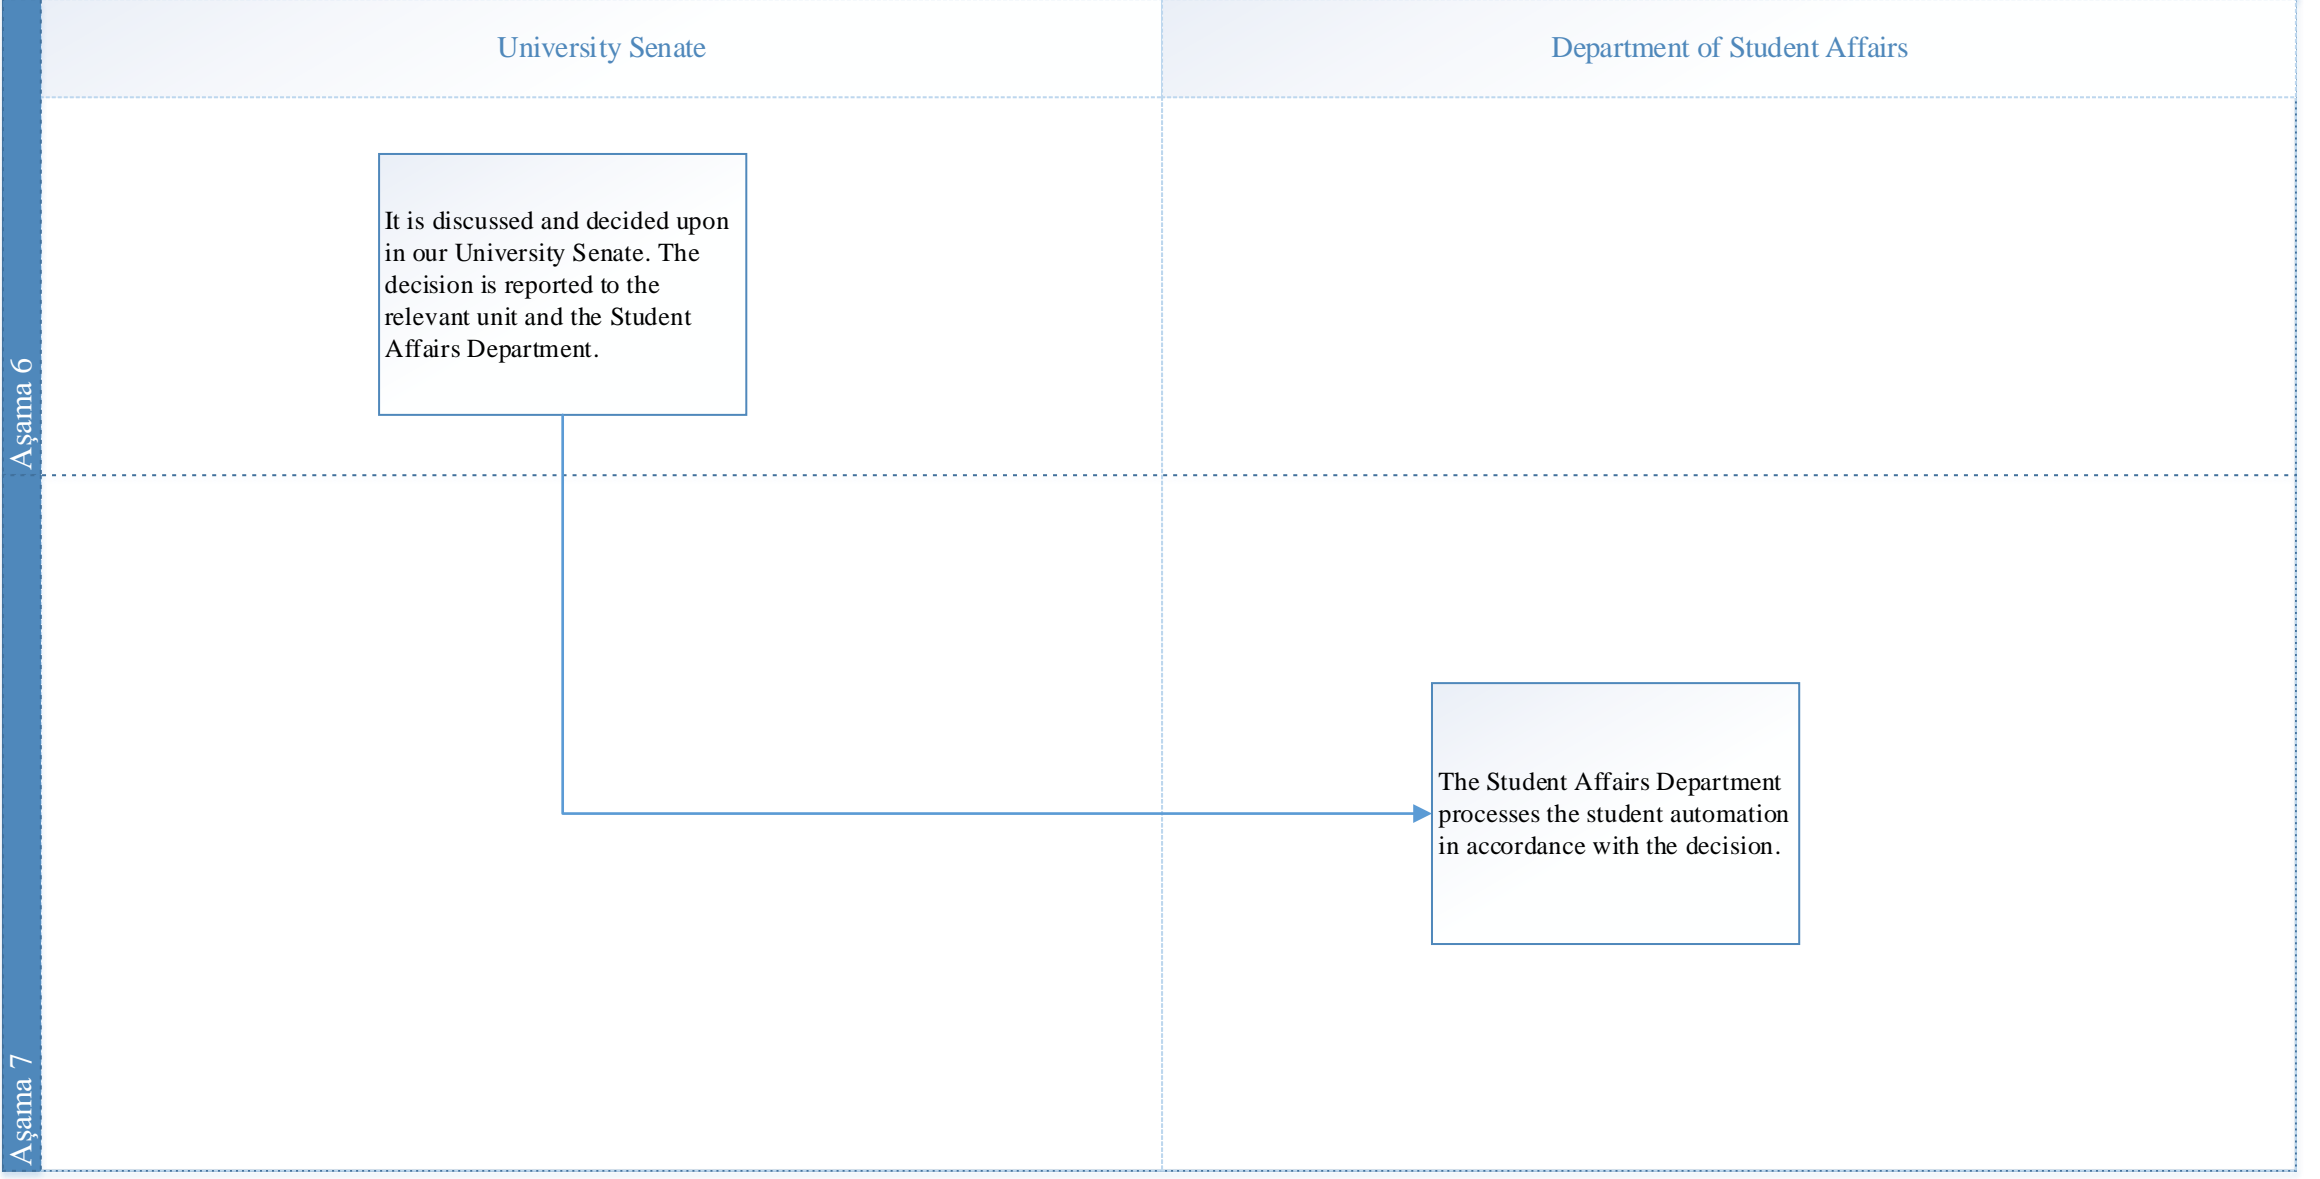 University Senate
Department of Student Affairs
Aşama 6
It is discussed and decided upon
in our University Senate. The
decision is reported to the
relevant unit and the Student
Affairs Department.
Aşama 7
The Student Affairs Department
processes the student automation
in accordance with the decision.